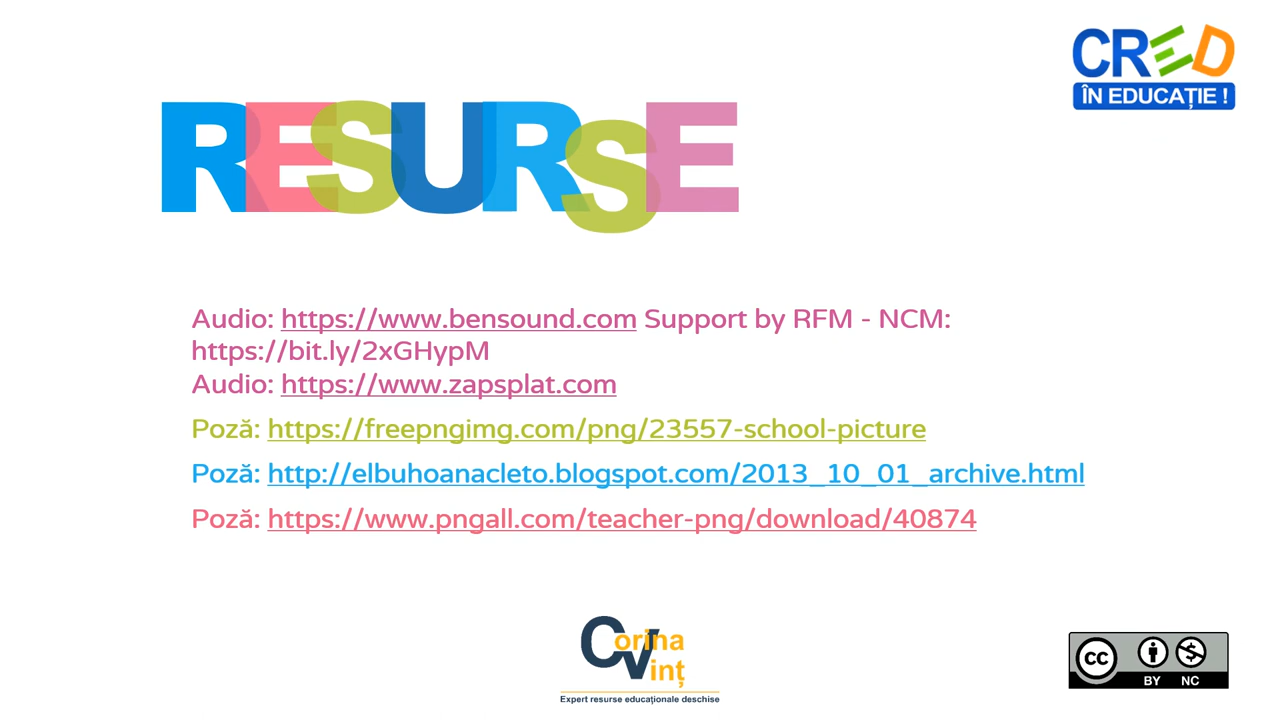 CRED
ÎN EDUCAȚIE !
RESURSE
Audio: https://www.bensound.com Support by RFM - NCM:
https://bit.ly/2xGHypM
Audio: https://www.zapsplat.com
Poză: https://freepngimg.com/png/23557-school-picture
Poză: http://elbuhoanacleto.blogspot.com/2013_10_01_archive.html
Poză: https://www.pngall.com/teacher-png/download/40874
Corina
Vinț
Expert resurse educaționale deschise
cc
BY NC